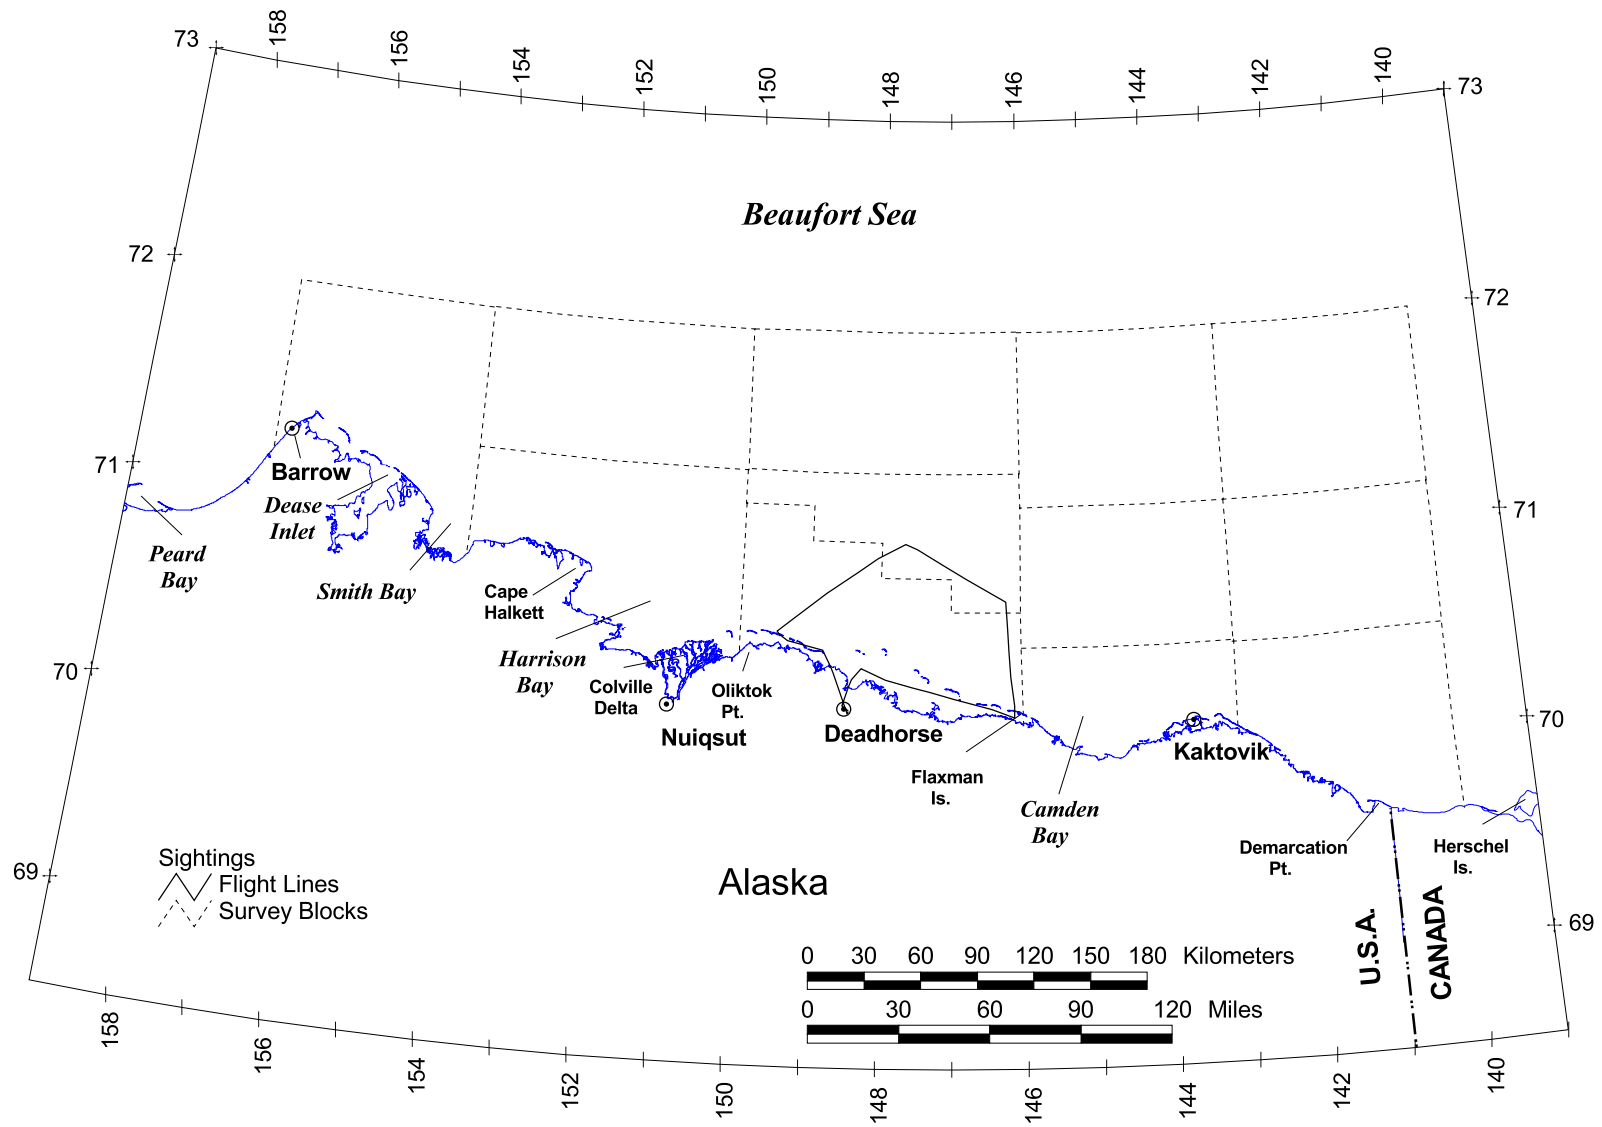 158
156
154
152
150
148
146
144
142
140
73
73
Beaufort Sea
72
72
71
71
Barrow
Dease
Inlet
Peard
Bay
Smith Bay
Cape
Halkett
Harrison
Bay
70
Colville
Delta
Oliktok
Pt.
Nuiqsut
Deadhorse
70
Kaktovik
Flaxman
Is.
Camden
Bay
Demarcation
Pt.
Herschel
Is.
69
Sightings
Flight Lines
Survey Blocks
Alaska
69
U.S.A.
CANADA
0 30 60 90 120 150 180 Kilometers
0 30 60 90 120 Miles
158
156
154
152
150
148
146
144
142
140